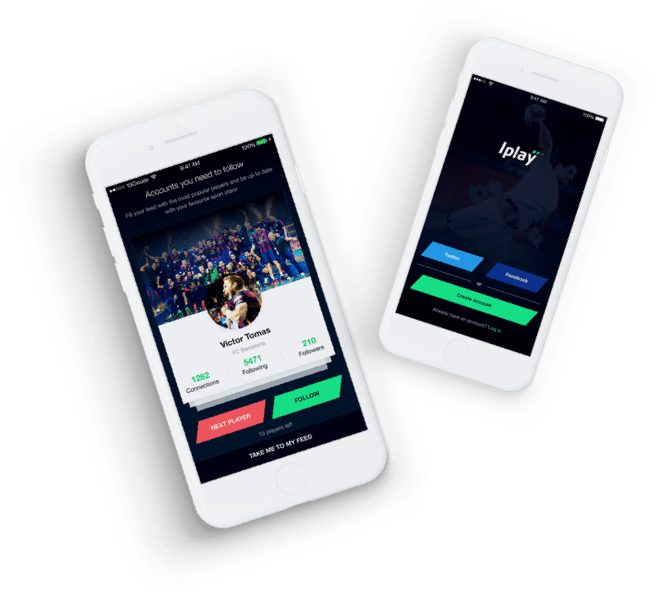 10Clouds
9:41 AM
100%
Accounts you need to follow
Fill your feed with the most popular players and be up to date
with your favourite sport stars!
Victor Tomas
FC Barcelona
1262 5471 210
Connections Following Followers
NEXT PLAYER FOLLOW
10 players left
TAKE ME TO MY FEED
9:41 AM
100%
Iplay
Twitter
Facebook
or
Create account
Already have an account? Log in